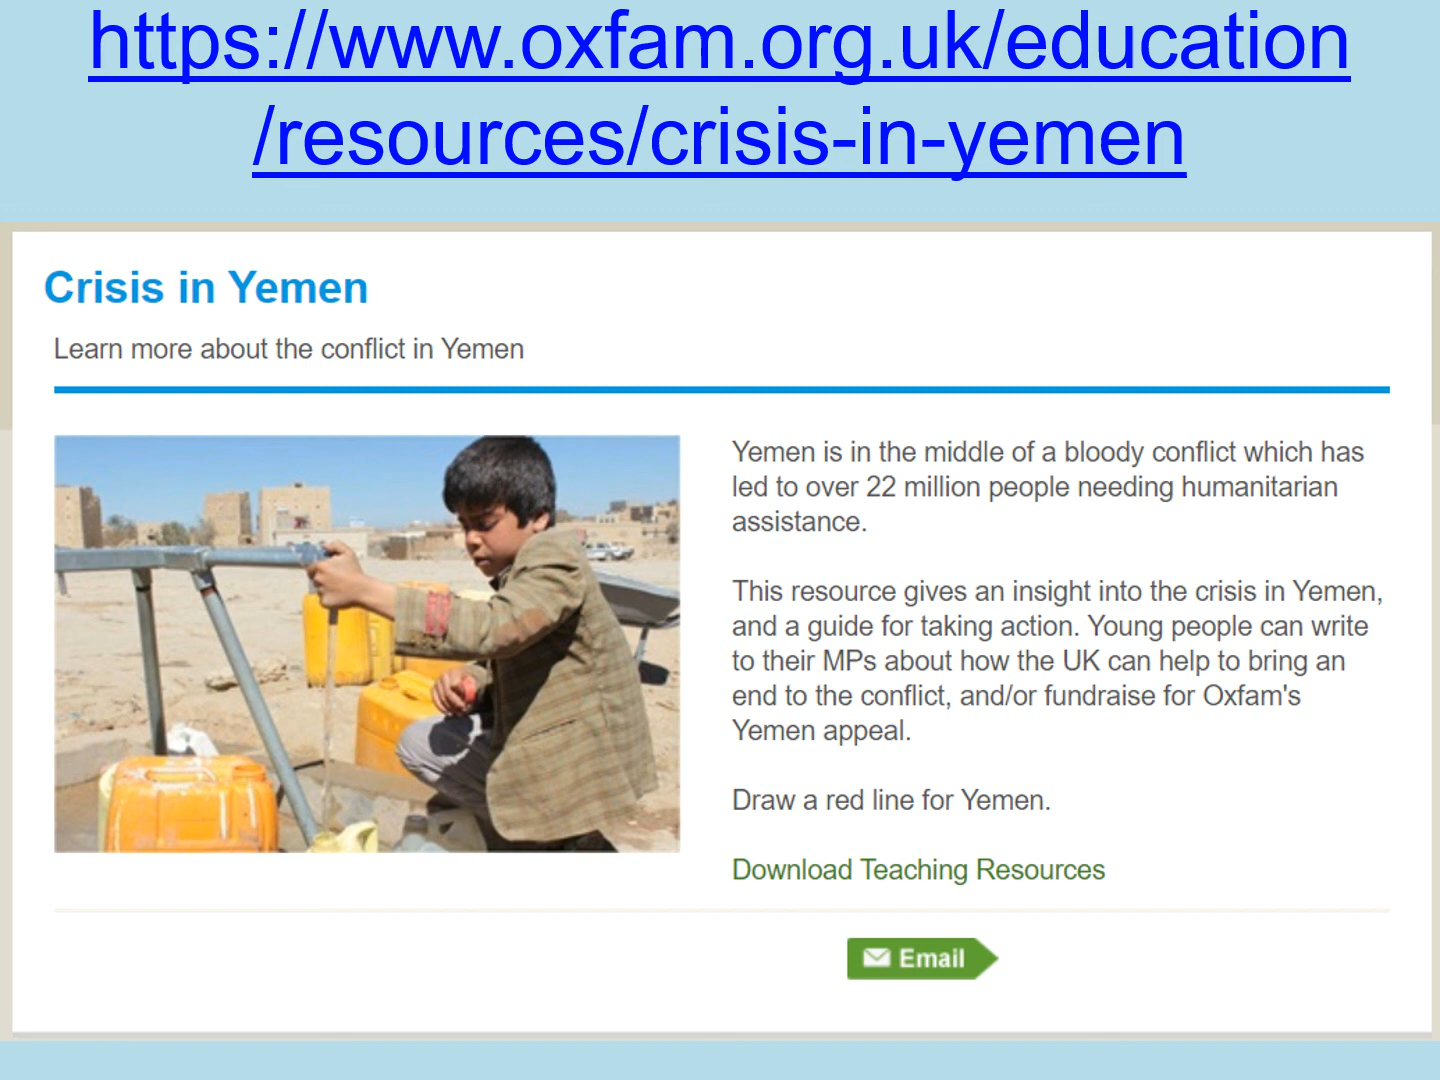 https://www.oxfam.org.uk/education
/resources/crisis-in-yemen
Crisis in Yemen
Learn more about the conflict in Yemen
Yemen is in the middle of a bloody conflict which has
led to over 22 million people needing humanitarian
assistance.
This resource gives an insight into the crisis in Yemen,
and a guide for taking action. Young people can write
to their MPs about how the UK can help to bring an
end to the conflict, and/or fundraise for Oxfam's
Yemen appeal.
Draw a red line for Yemen.
Download Teaching Resources
Email